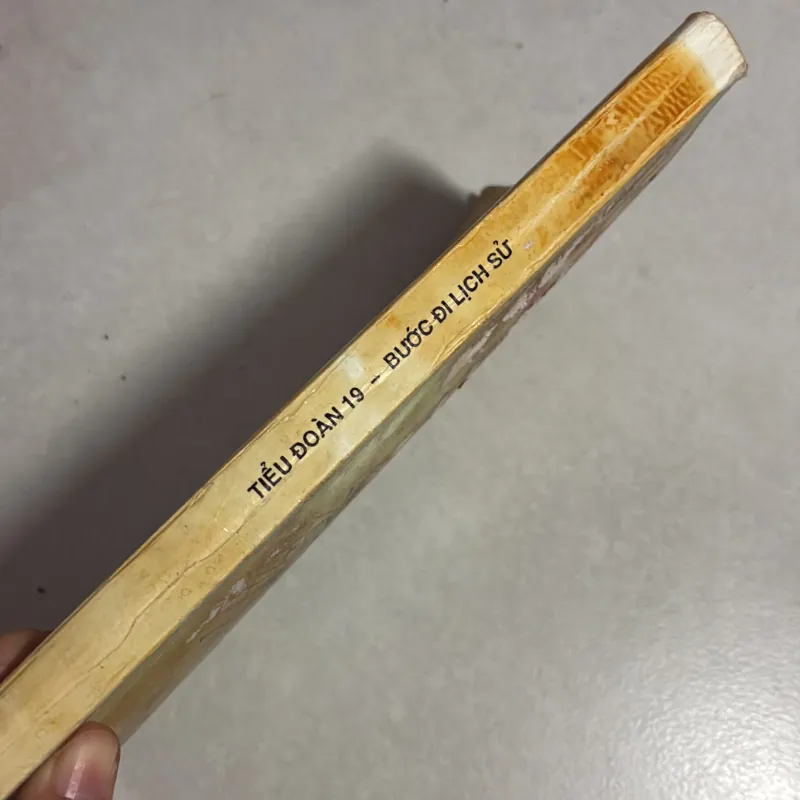 TIỂU ĐOÀN 19 – BƯỚC ĐI LỊCH SỬ